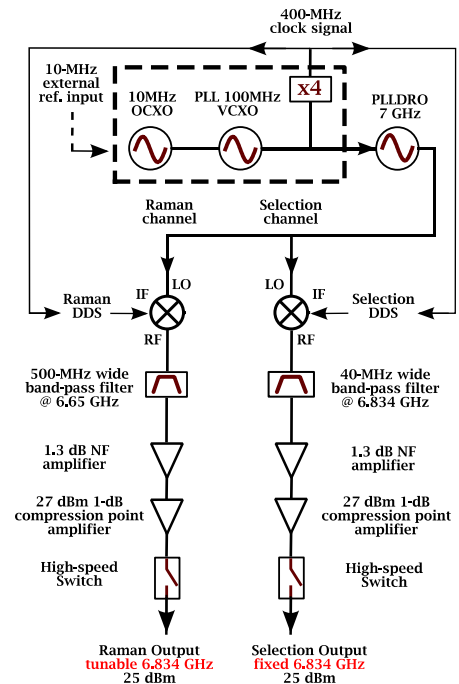 400-MHz
clock signal
10-MHz
external
ref. input
x4
10MHz
OCXO
PLL 100MHz
VCXO
PLLDRO
7 GHz
Raman
channel
Selection
channel
LO
IF
Raman
DDS
RF
LO
IF
Selection
DDS
RF
500-MHz wide
band-pass filter
@ 6.65 GHz
40-MHz wide
band-pass filter
@ 6.834 GHz
1.3 dB NF
amplifier
1.3 dB NF
amplifier
27 dBm 1-dB
compression point
amplifier
27 dBm 1-dB
compression point
amplifier
High-speed
Switch
High-speed
Switch
Raman Output
tunable 6.834 GHz
25 dBm
Selection Output
fixed 6.834 GHz
25 dBm